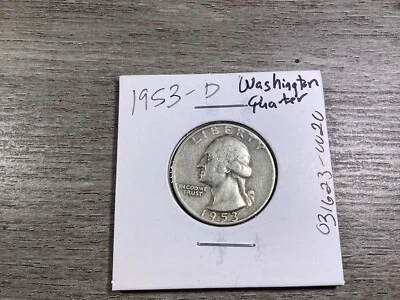 1953-D
Washington
Quarter
LIBERTY
IN GOD WE
TRUST
1953
031623-0020